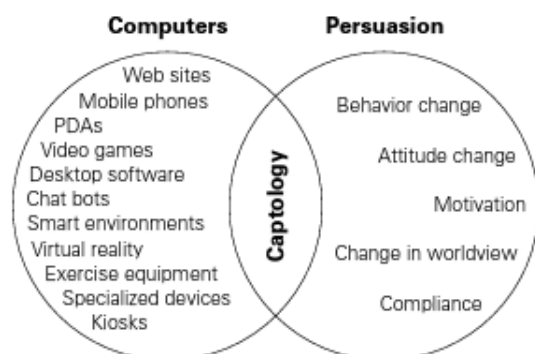 Computers
Persuasion
Web sites
Mobile phones
PDAs
Video games
Desktop software
Chat bots
Smart environments
Virtual reality
Exercise equipment
Specialized devices
Kiosks
Captology
Behavior change
Attitude change
Motivation
Change in worldview
Compliance